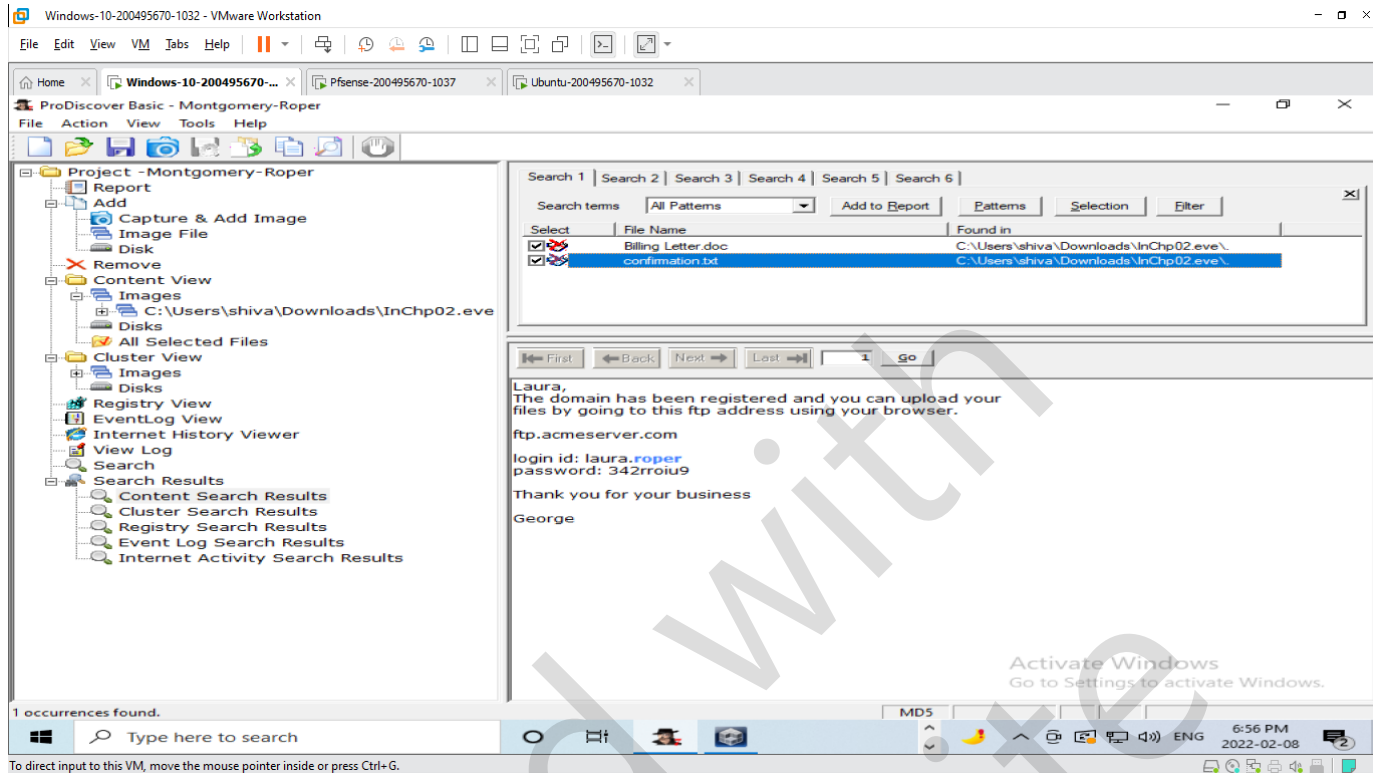 Windows-10-200495670-1032 - VMware Workstation
File Edit View VM Tabs Help
Home Windows-10-200495670-... Pfsense-200495670-1037 Ubuntu-200495670-1032
ProDiscover Basic - Montgomery-Roper
File Action View Tools Help
Project -Montgomery-Roper
Report
Add
Capture & Add Image
Image File
Disk
Remove
Content View
Images
C:\Users\shiva\Downloads\InChp02.eve
Disks
All Selected Files
Cluster View
Images
Disks
Registry View
EventLog View
Internet History Viewer
View Log
Search
Search Results
Content Search Results
Cluster Search Results
Registry Search Results
Event Log Search Results
Internet Activity Search Results
Search 1 Search 2 Search 3 Search 4 Search 5 Search 6
Search terms All Patterns Add to Report Patterns Selection Filter
Select File Name Found in
Billing Letter.doc C:\Users\shiva\Downloads\InChp02.eve\.
confirmation.txt C:\Users\shiva\Downloads\InChp02.eve\.
First Back Next Last 1 Go
Laura,
The domain has been registered and you can upload your
files by going to this ftp address using your browser.
ftp.acmeserver.com
login id: laura.roper
password: 342rroiu9
Thank you for your business
George
Activate Windows
Go to Settings to activate Windows.
1 occurrences found. MD5
Type here to search ENG 6:56 PM
2022-02-08 2
To direct input to this VM, move the mouse pointer inside or press Ctrl+G.